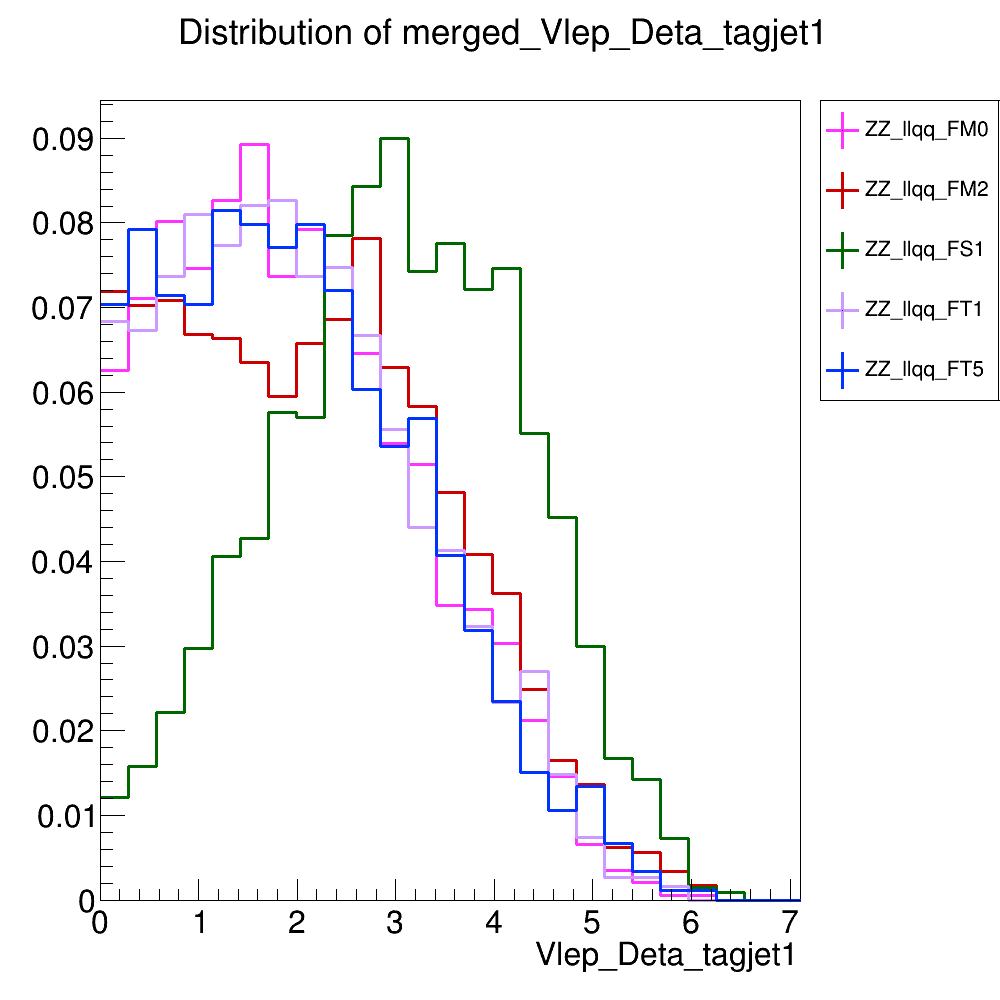 Distribution of merged_Vlep_Deta_tagjet1
ZZ_llqq_FM0
ZZ_llqq_FM2
ZZ_llqq_FS1
ZZ_llqq_FT1
ZZ_llqq_FT5
0.09
0.08
0.07
0.06
0.05
0.04
0.03
0.02
0.01
0
0 1 2 3 4 5 6 7
Vlep_Deta_tagjet1